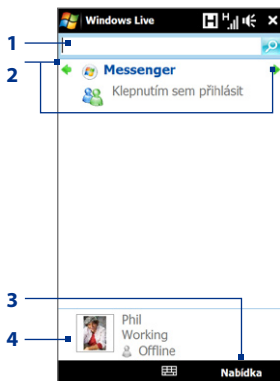 Windows Live
1
2
Messenger
Klepnutím sem přihlásit
3
4
Phil
Working
Offline
Nabídka